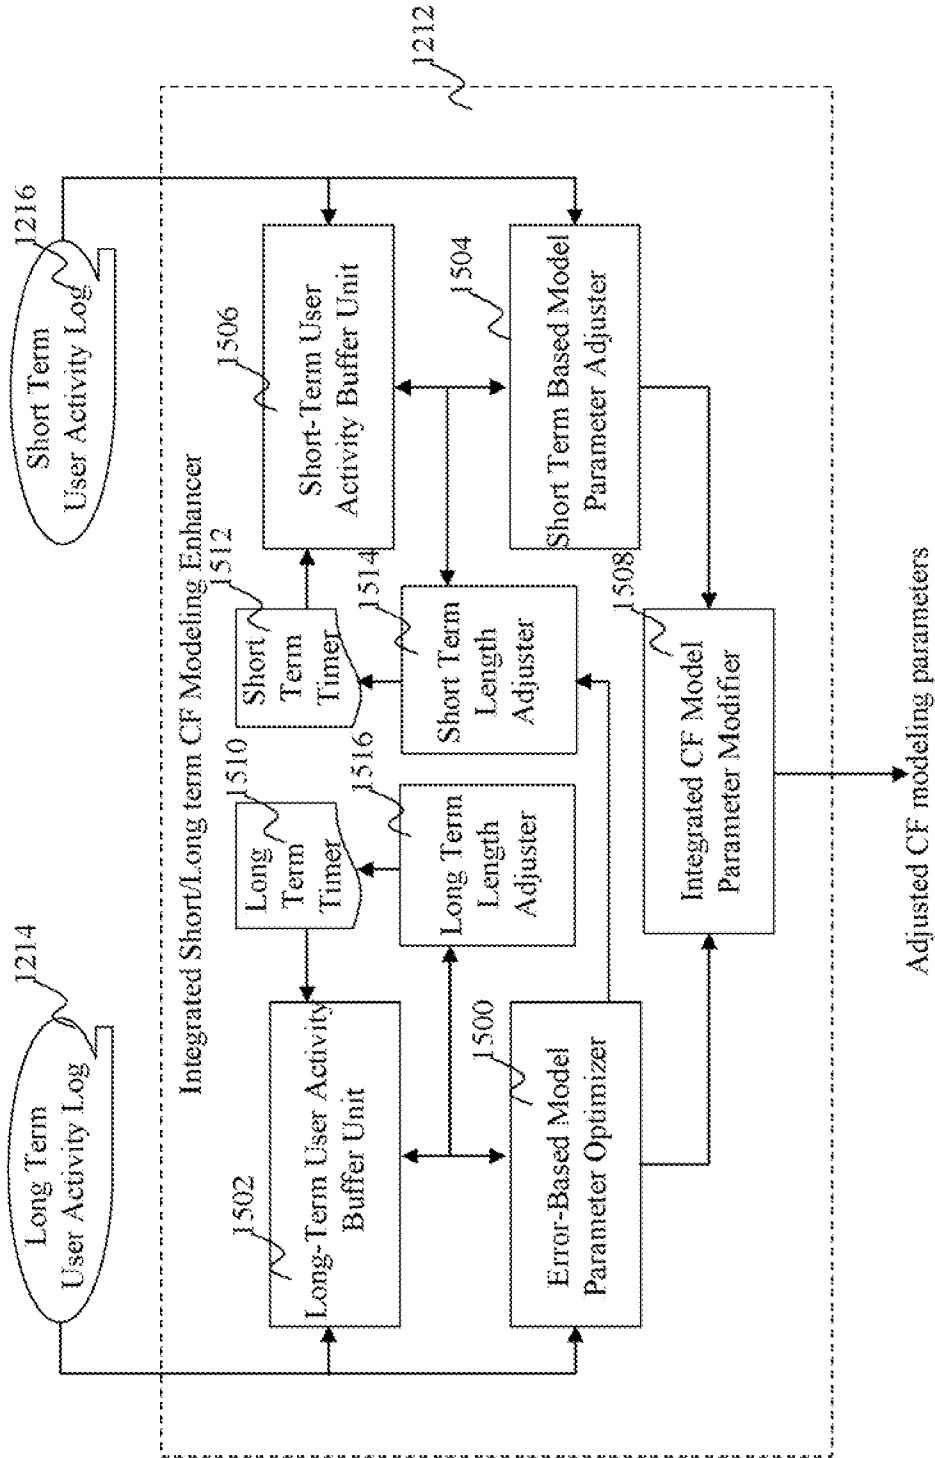 Long Term
User Activity Log
1214
Short Term
User Activity Log
1216
1212
Integrated Short/Long term CF Modeling Enhancer
1502
Long-Term User Activity
Buffer Unit
Long
Term
Timer
1510
Short
Term
Timer
1512
1506
Short-Term User
Activity Buffer Unit
Long Term
Length
Adjuster
1516
Short Term
Length
Adjuster
1514
1500
Error-Based Model
Parameter Optimizer
1504
Short Term Based Model
Parameter Adjuster
1508
Integrated CF Model
Parameter Modifier
Adjusted CF modeling parameters